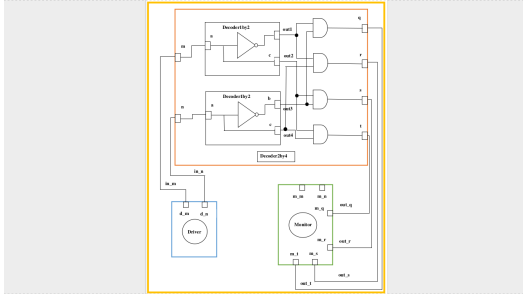 q
Decoder1by2
out1
m
a
b
c
out2
r
s
Decoder1by2
n
a
b
out3
c
out4
t
Decoder2by4
in_n
in_m
d_m
d_n
Driver
m_m
m_n
m_q
out_q
Monitor
m_r
out_r
m_t
m_s
out_s
out_t